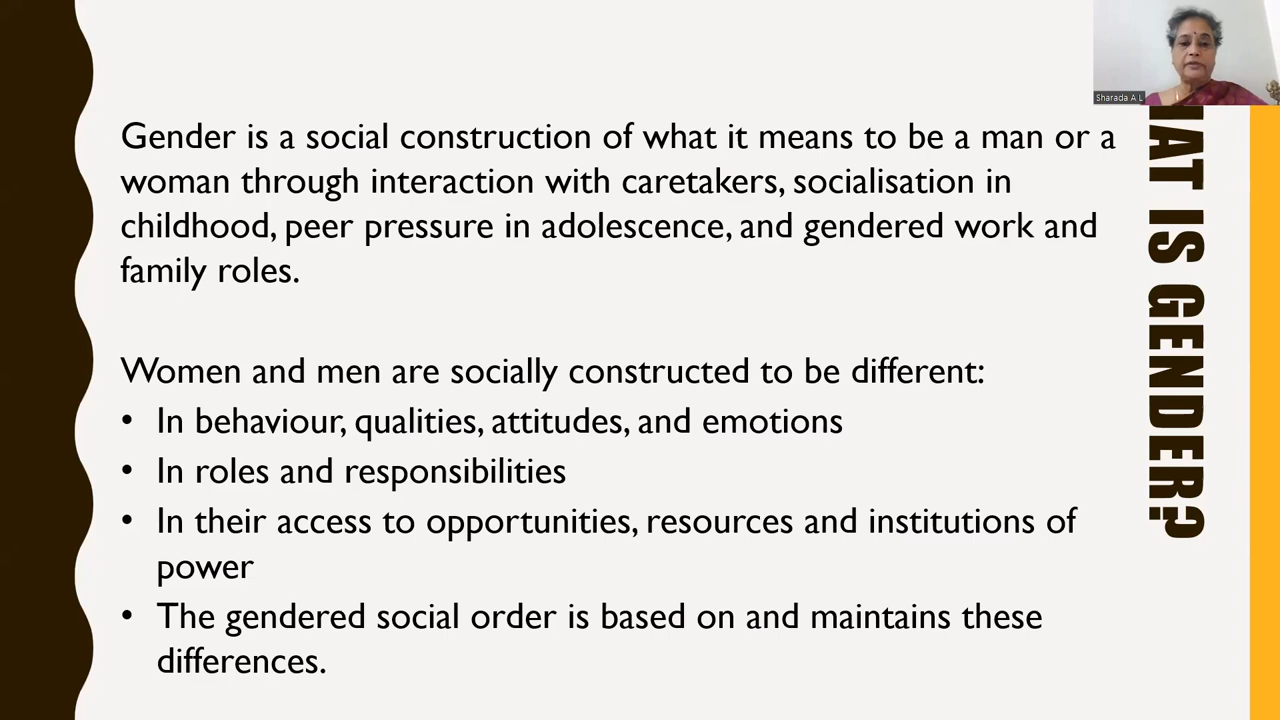 Sharada A L
HAT IS GENDER?
Gender is a social construction of what it means to be a man or a
woman through interaction with caretakers, socialisation in
childhood, peer pressure in adolescence, and gendered work and
family roles.
Women and men are socially constructed to be different:
• In behaviour, qualities, attitudes, and emotions
• In roles and responsibilities
• In their access to opportunities, resources and institutions of
power
• The gendered social order is based on and maintains these
differences.